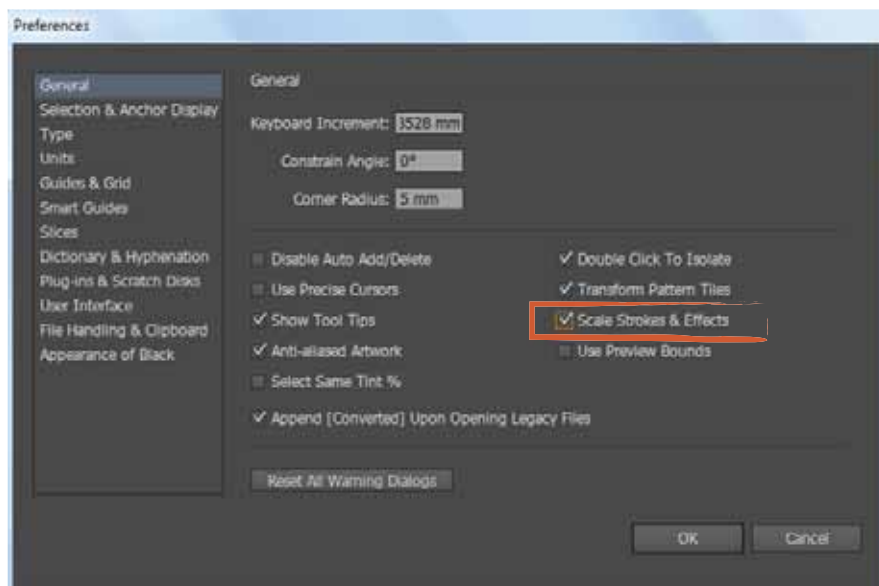 Preferences
General
Selection & Anchor Display
Type
Units
Guides & Grid
Smart Guides
Slices
Dictionary & Hyphenation
Plug-ins & Scratch Disks
User Interface
File Handling & Clipboard
Appearance of Black
General
Keyboard Increment: 3528 mm
Constrain Angle: 0°
Corner Radius: 5 mm
Disable Auto Add/Delete
Use Precise Cursors
Show Tool Tips
Anti-aliased Artwork
Select Same Tint %
Append [Converted] Upon Opening Legacy Files
Double Click To Isolate
Transform Pattern Tiles
Scale Strokes & Effects
Use Preview Bounds
Reset All Warning Dialogs
OK
Cancel